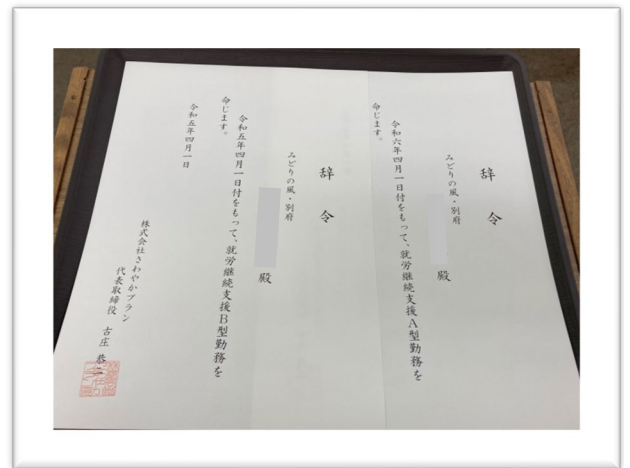 辞令
みどりの風・別府
殿
令和六年四月一日付をもって、就労継続支援A型勤務を
命じます。
辞令
みどりの風・別府
殿
令和五年四月一日付をもって、就労継続支援B型勤務を
命じます。
令和五年四月一日
株式会社さわやかプラン
代表取締役 古庄 恭二